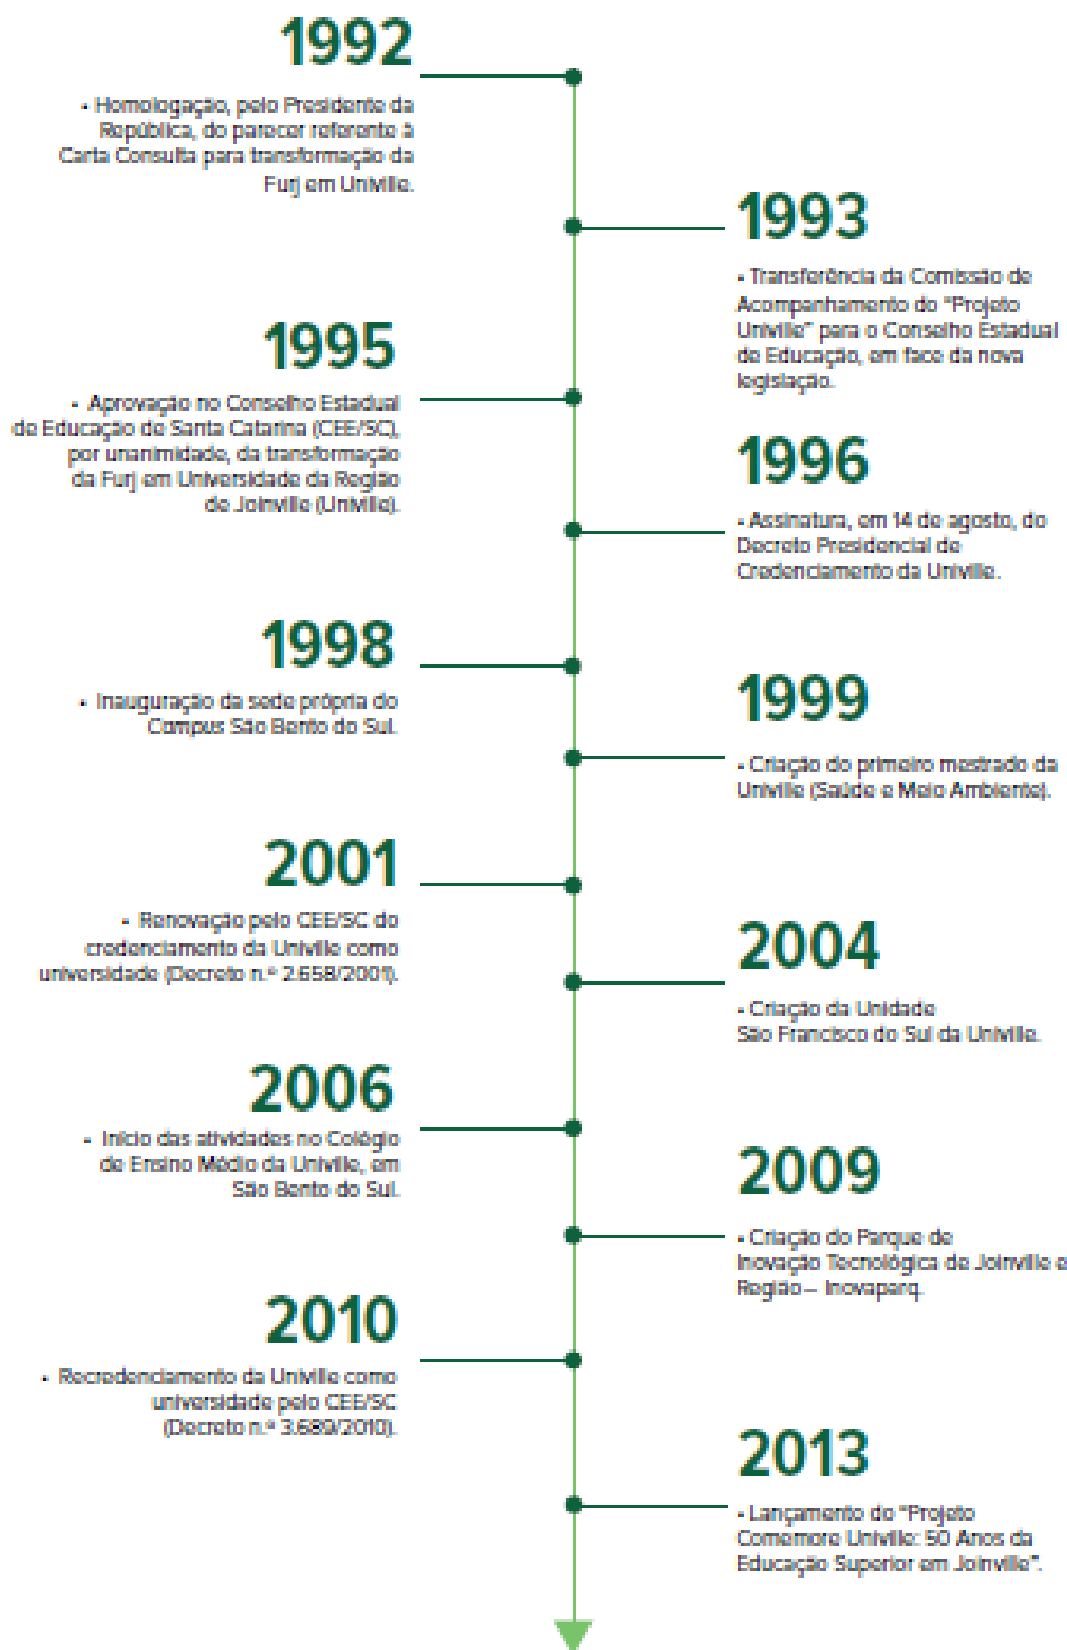 1992
• Homologação, pelo Presidente da
República, do parecer referente à
Carta Consulta para transformação da
Furj em Univille.
1993
• Transferência da Comissão de
Acompanhamento do “Projeto
Univille” para o Conselho Estadual
de Educação, em face da nova
legislação.
1995
• Aprovação no Conselho Estadual
de Educação de Santa Catarina (CEE/SC),
por unanimidade, da transformação
da Furj em Universidade da Região
de Joinville (Univille).
1996
• Assinatura, em 14 de agosto, do
Decreto Presidencial de
Credenciamento da Univille.
1998
• Inauguração da sede própria do
Campus São Bento do Sul.
1999
• Criação do primeiro mestrado da
Univille (Saúde e Meio Ambiente).
2001
• Renovação pelo CEE/SC do
credenciamento da Univille como
universidade (Decreto n.º 2.658/2001).
2004
• Criação da Unidade
São Francisco do Sul da Univille.
2006
• Início das atividades no Colégio
de Ensino Médio da Univille, em
São Bento do Sul.
2009
• Criação do Parque de
Inovação Tecnológica de Joinville e
Região – Inovaparq.
2010
• Recredenciamento da Univille como
universidade pelo CEE/SC
(Decreto n.º 3.689/2010).
2013
• Lançamento do “Projeto
Comemore Univille: 50 Anos da
Educação Superior em Joinville”.